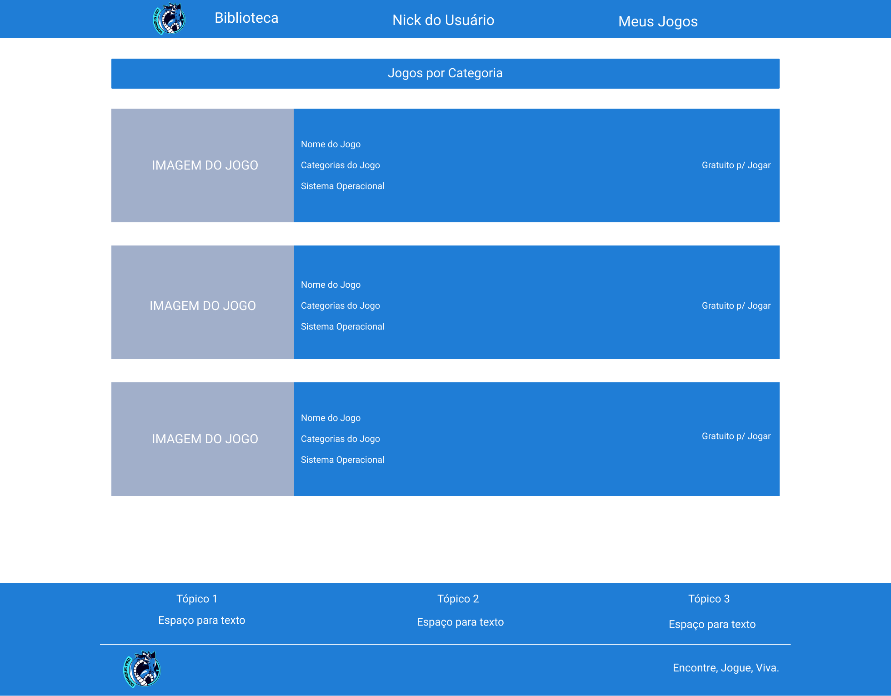 Biblioteca
Nick do Usuário
Meus Jogos
Jogos por Categoria
IMAGEM DO JOGO
Nome do Jogo
Categorias do Jogo
Sistema Operacional
Gratuito p/ Jogar
IMAGEM DO JOGO
Nome do Jogo
Categorias do Jogo
Sistema Operacional
Gratuito p/ Jogar
IMAGEM DO JOGO
Nome do Jogo
Categorias do Jogo
Sistema Operacional
Gratuito p/ Jogar
Tópico 1
Espaço para texto
Tópico 2
Espaço para texto
Tópico 3
Espaço para texto
Encontre, Jogue, Viva.